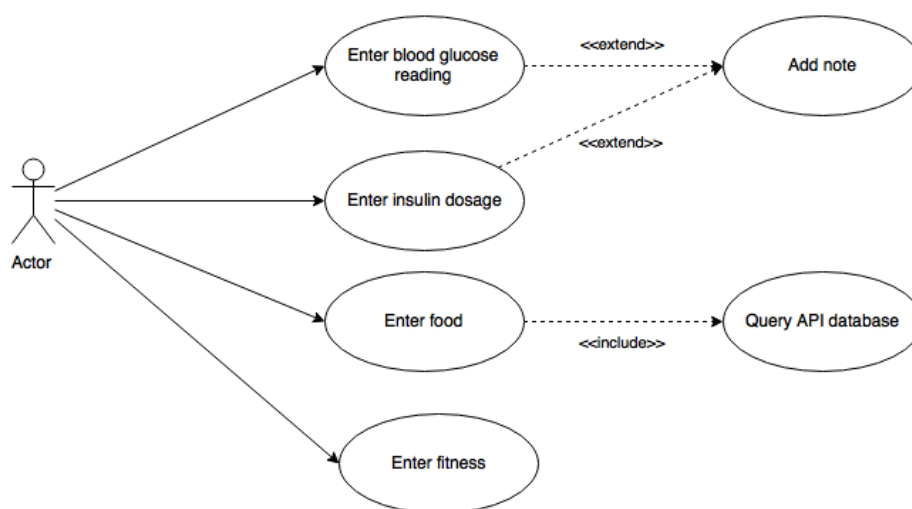 Enter blood glucose
reading
<<extend>>
Add note
<<extend>>
Enter insulin dosage
Actor
Enter food
<<include>>
Query API database
Enter fitness